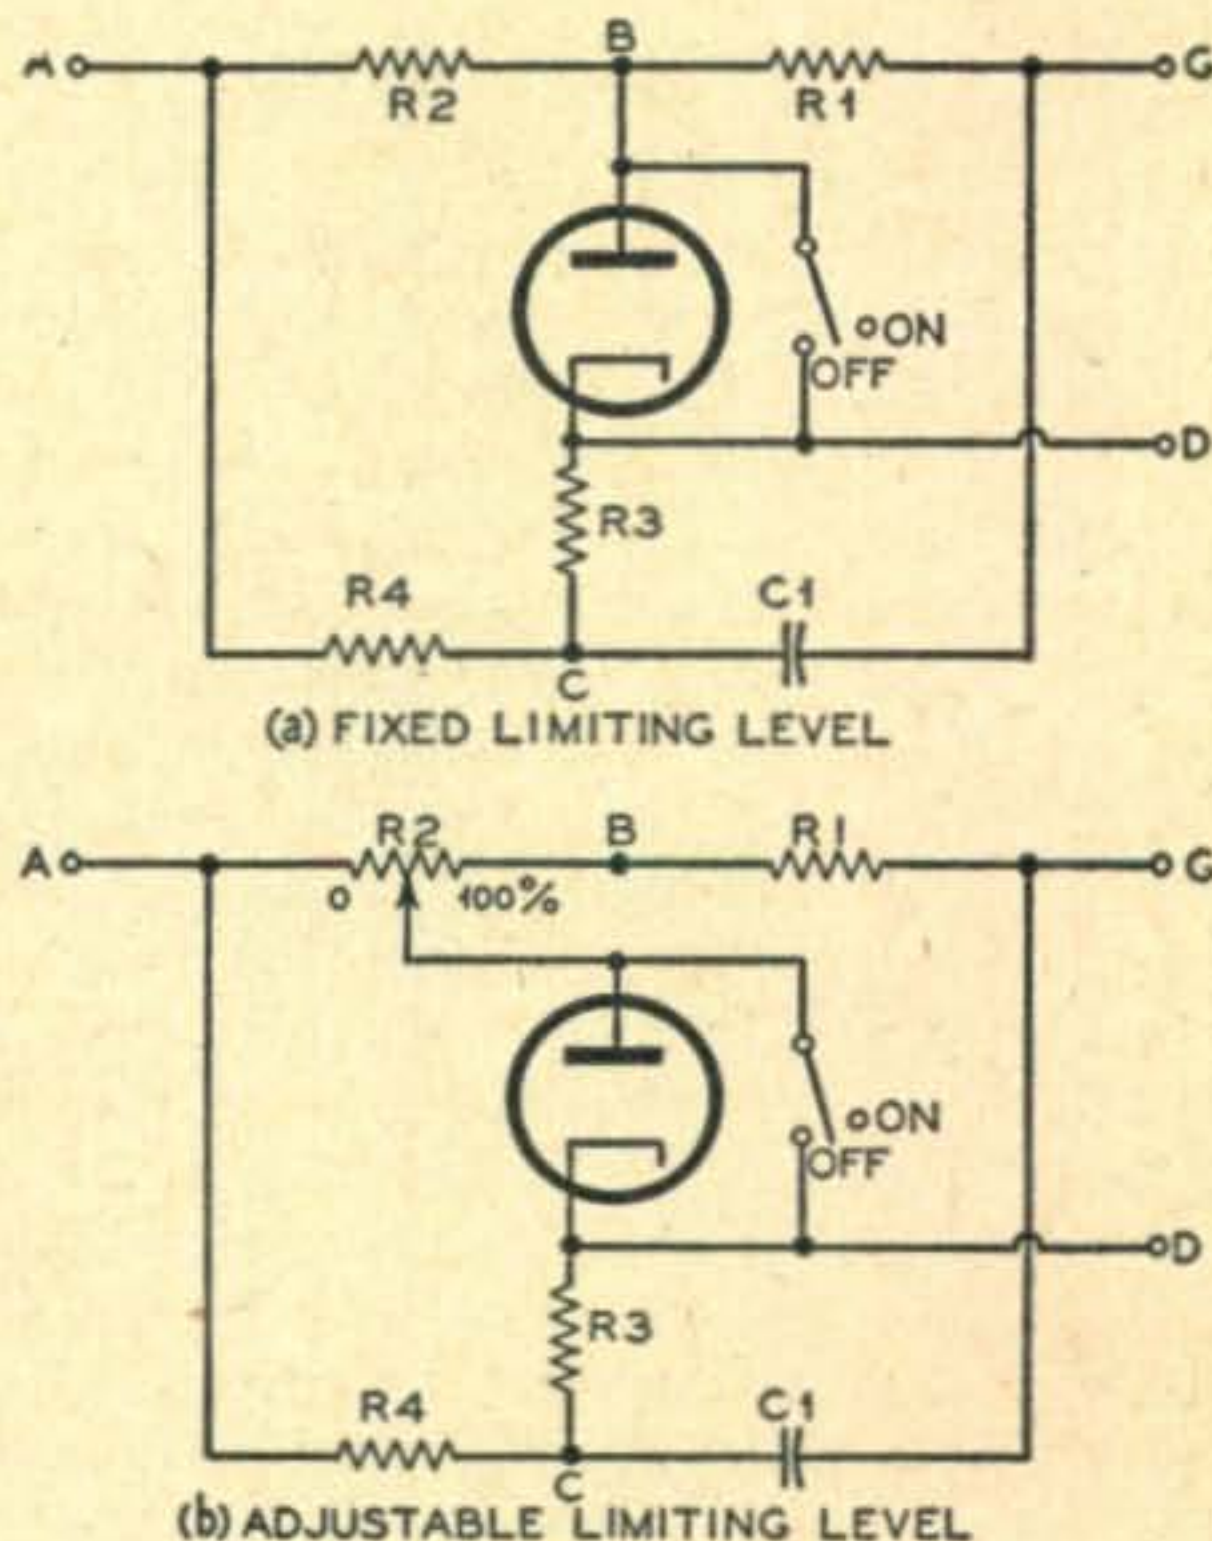 B
G
R2
R1
ON
OFF
D
R3
R4
C1
C
(a) FIXED LIMITING LEVEL
R2
B
R1
A
G
0
100%
ON
OFF
D
R3
R4
C1
C
(b) ADJUSTABLE LIMITING LEVEL